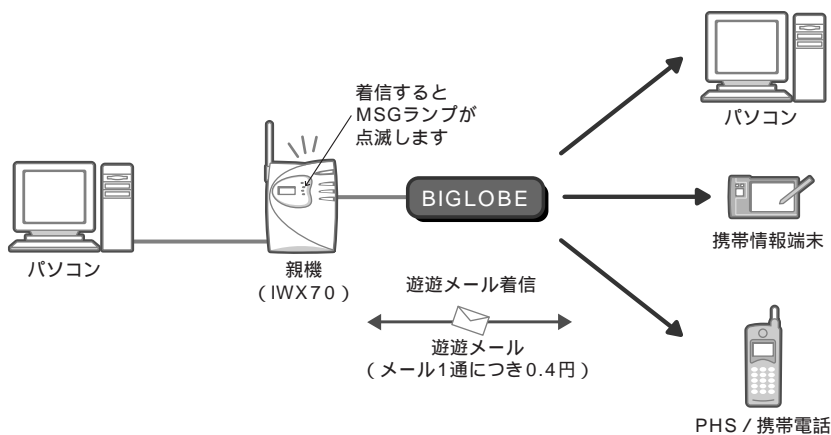 着信すると
MSGランプが
点滅します
パソコン
BIGLOBE
パソコン
親機
(IWX70)
遊遊メール着信
携帯情報端末
遊遊メール
(メール1通につき0.4円)
PHS / 携帯電話